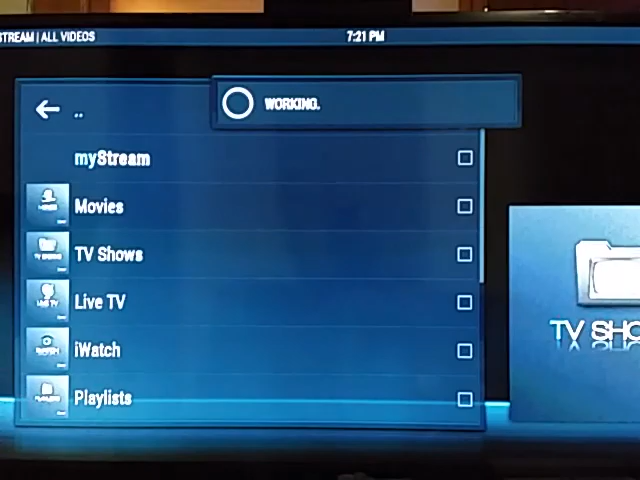 STREAM | ALL VIDEOS
7:21 PM
WORKING.
..
myStream
Movies
TV Shows
Live TV
iWatch
Playlists
TV SHO